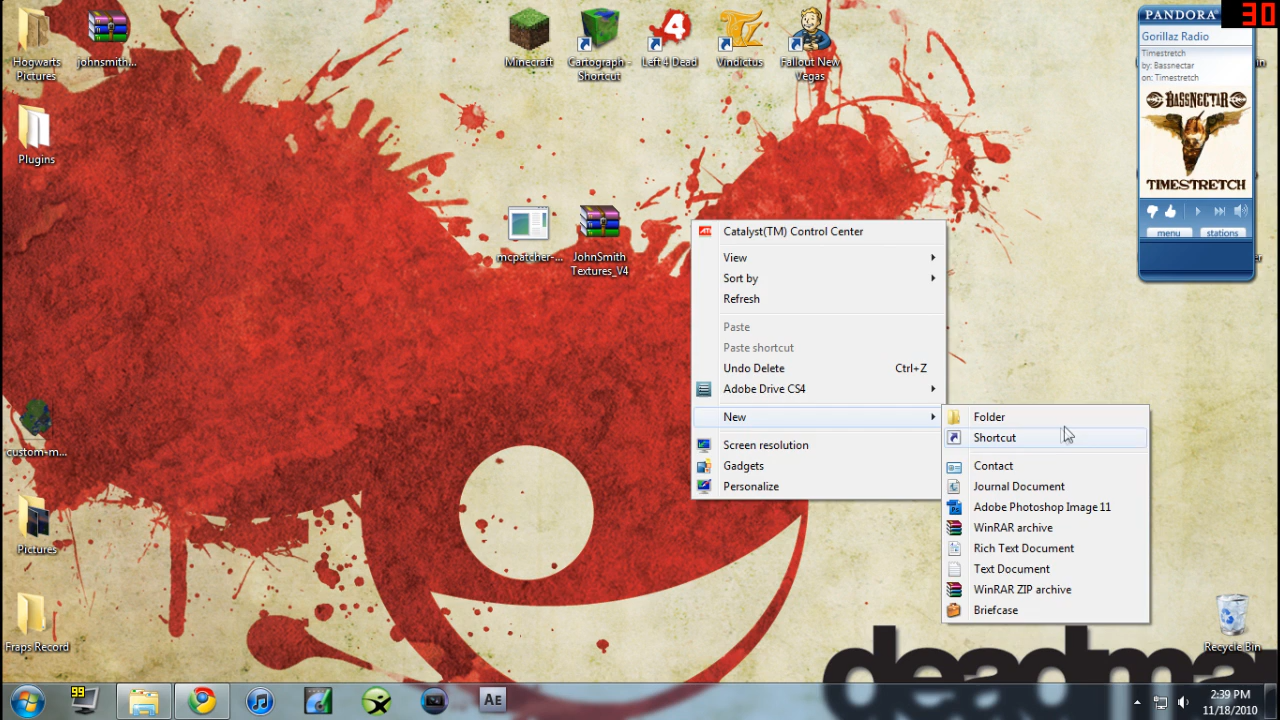 Hogwarts
Pictures
johnsmith...
Minecraft
Cartograph -
Shortcut
Left 4 Dead
Vindictus
Fallout New
Vegas
PANDORA
30
Gorillaz Radio
Timestretch
by: Bassnectar
on: Timestretch
BASSNECTAR
TIMESTRETCH
menu
stations
Plugins
mcpatcher-...
JohnSmith
Textures_V4
Catalyst(TM) Control Center
View
Sort by
Refresh
Paste
Paste shortcut
Undo Delete Ctrl+Z
Adobe Drive CS4
New
Screen resolution
Gadgets
Personalize
Folder
Shortcut
Contact
Journal Document
Adobe Photoshop Image 11
WinRAR archive
Rich Text Document
Text Document
WinRAR ZIP archive
Briefcase
custom-m...
Pictures
Fraps Record
Recycle Bin
deadmau
99
AE
2:39 PM
11/18/2010